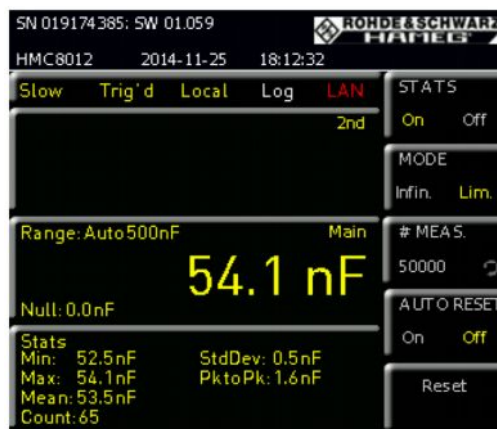 SN 019174385: SW 01.059
ROHDE&SCHWARZ
HAMEG
HMC8012 2014-11-25 18:12:32
Slow Trig'd Local Log LAN
2nd
Range: Auto500nF Main
54.1 nF
Null: 0.0nF
Stats
Min: 52.5nF StdDev: 0.5nF
Max: 54.1nF PktoPk: 1.6nF
Mean: 53.5nF
Count: 65
STATS
On Off
MODE
Infin. Lim.
# MEAS.
50000
AUTO RESET
On Off
Reset